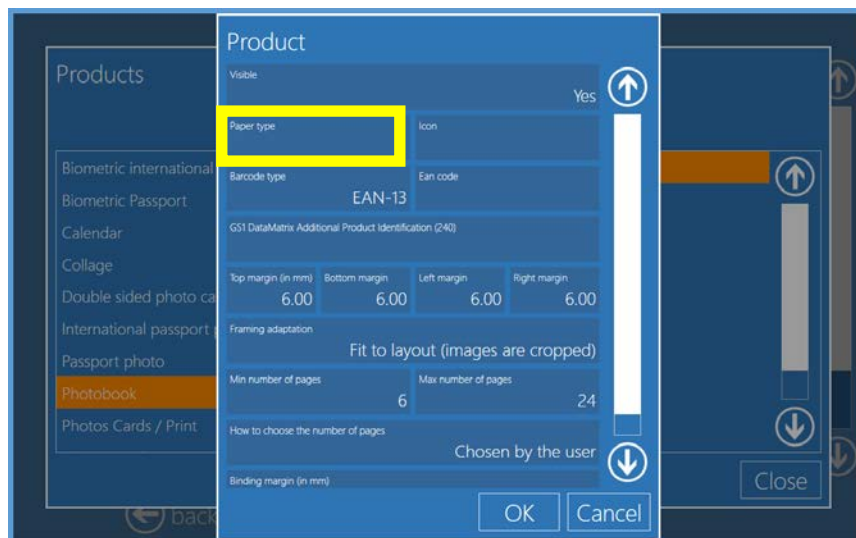 Products
Biometric international
Biometric Passport
Calendar
Collage
Double sided photo ca
International passport
Passport photo
Photobook
Photos Cards / Print
back
Close
Product
Visible
Yes
Paper type
Icon
Barcode type
EAN-13
Ean code
GS1 DataMatrix Additional Product Identification (240)
Top margin (in mm)
6.00
Bottom margin
6.00
Left margin
6.00
Right margin
6.00
Framing adaptation
Fit to layout (images are cropped)
Min number of pages
6
Max number of pages
24
How to choose the number of pages
Chosen by the user
Binding margin (in mm)
OK
Cancel